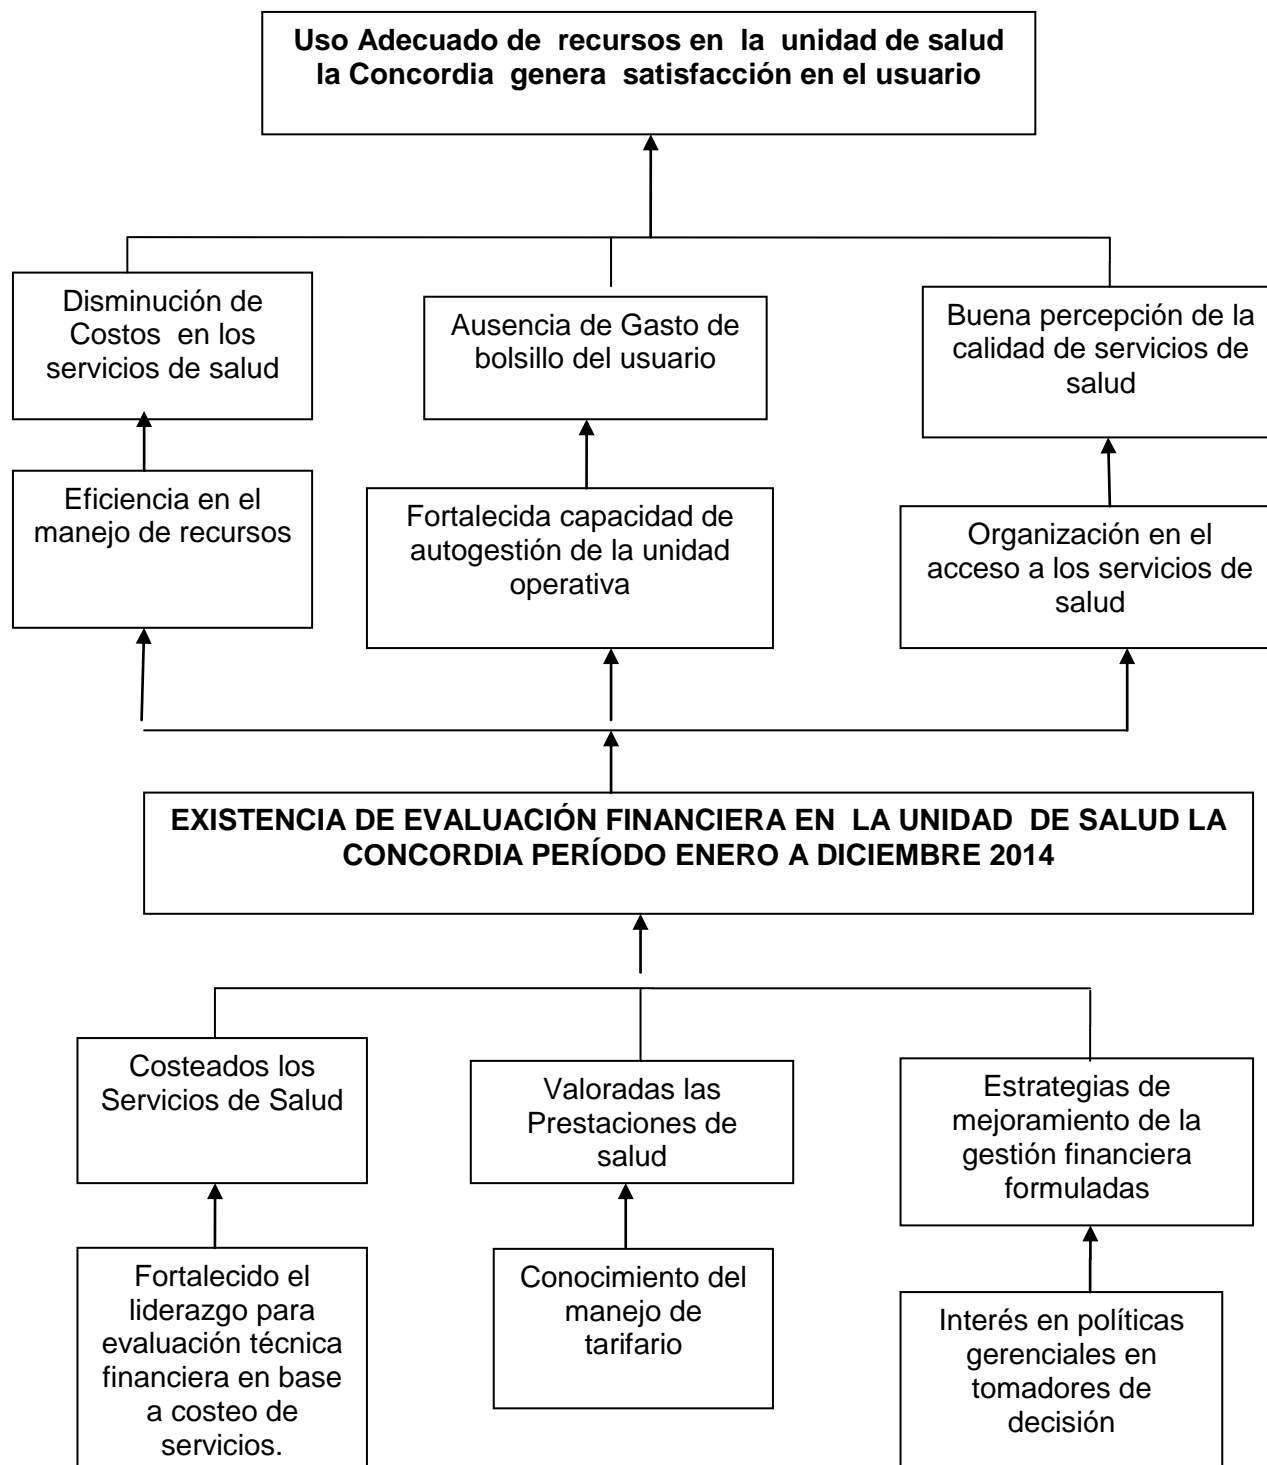 Uso Adecuado de recursos en la unidad de salud
la Concordia genera satisfacción en el usuario
Disminución de
Costos en los
servicios de salud
Ausencia de Gasto de
bolsillo del usuario
Buena percepción de la
calidad de servicios de
salud
Eficiencia en el
manejo de recursos
Fortalecida capacidad de
autogestión de la unidad
operativa
Organización en el
acceso a los servicios de
salud
EXISTENCIA DE EVALUACIÓN FINANCIERA EN LA UNIDAD DE SALUD LA
CONCORDIA PERÍODO ENERO A DICIEMBRE 2014
Costeados los
Servicios de Salud
Valoradas las
Prestaciones de
salud
Estrategias de
mejoramiento de la
gestión financiera
formuladas
Fortalecido el
liderazgo para
evaluación técnica
financiera en base
a costeo de
servicios.
Conocimiento del
manejo de
tarifario
Interés en políticas
gerenciales en
tomadores de
decisión